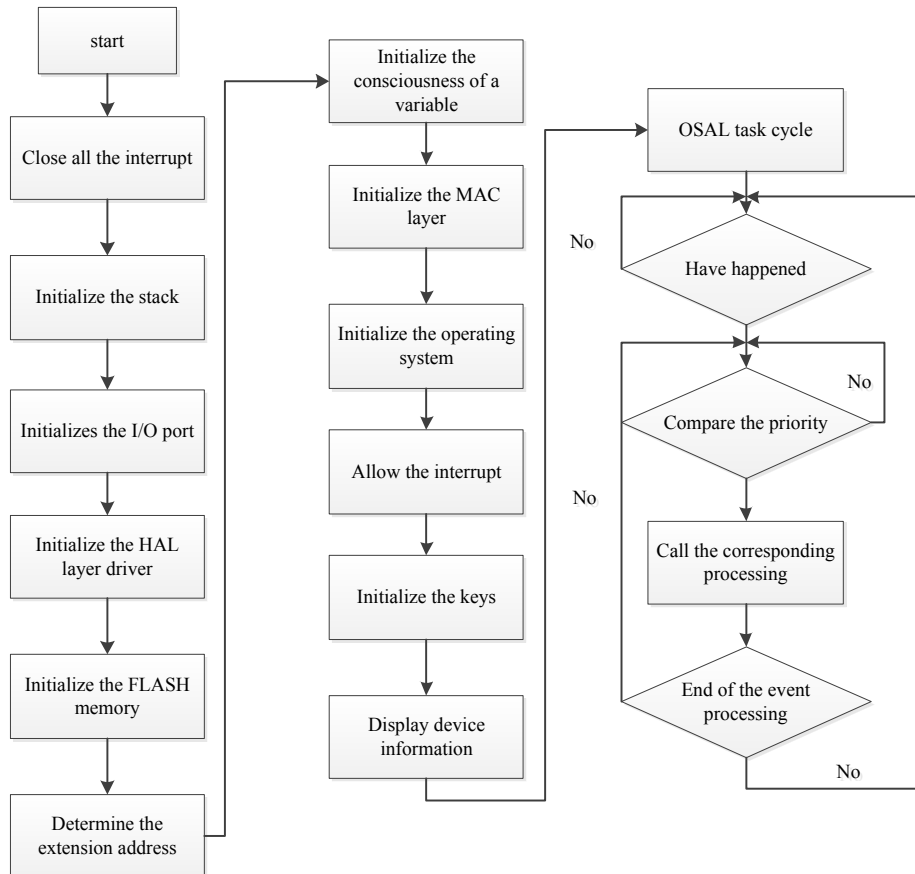 start
Close all the interrupt
Initialize the stack
Initializes the I/O port
Initialize the HAL
layer driver
Initialize the FLASH
memory
Determine the
extension address
Initialize the
consciousness of a
variable
Initialize the MAC
layer
Initialize the operating
system
Allow the interrupt
Initialize the keys
Display device
information
OSAL task cycle
No
Have happened
No
Compare the priority
No
Call the corresponding
processing
End of the event
processing
No